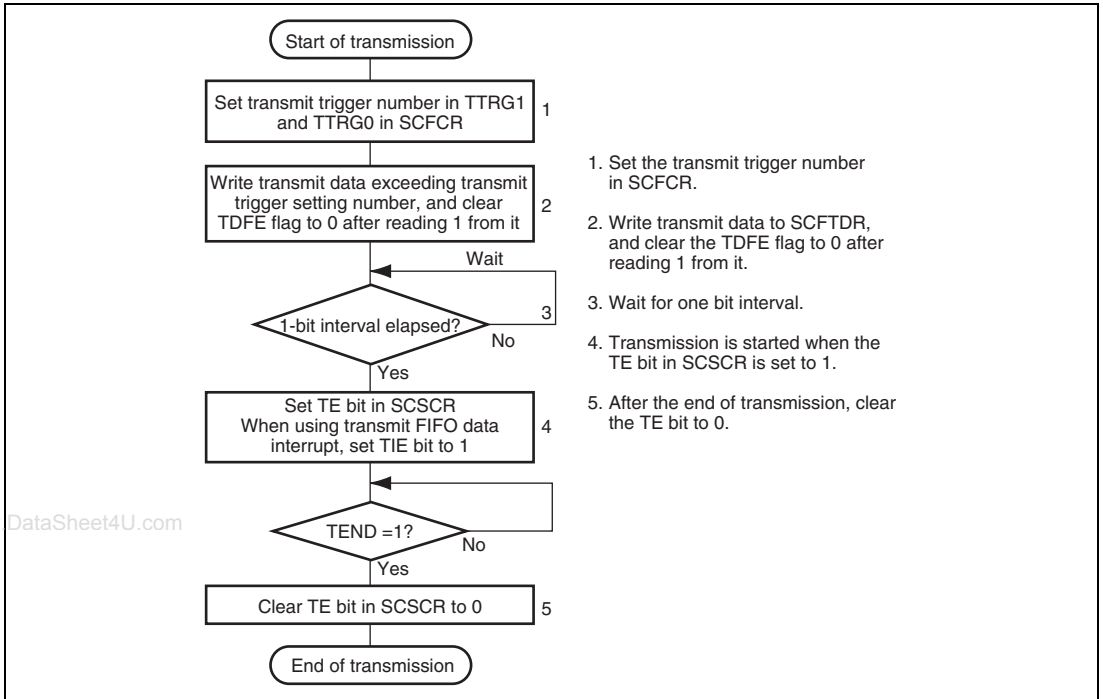 Start of transmission
Set transmit trigger number in TTRG1
and TTRG0 in SCFCR
1
Write transmit data exceeding transmit
trigger setting number, and clear
TDFE flag to 0 after reading 1 from it
2
Wait
1-bit interval elapsed?
3
No
Yes
Set TE bit in SCSCR
When using transmit FIFO data
interrupt, set TIE bit to 1
4
TEND =1?
No
Yes
Clear TE bit in SCSCR to 0
5
End of transmission
1. Set the transmit trigger number
in SCFCR.
2. Write transmit data to SCFTDR,
and clear the TDFE flag to 0 after
reading 1 from it.
3. Wait for one bit interval.
4. Transmission is started when the
TE bit in SCSCR is set to 1.
5. After the end of transmission, clear
the TE bit to 0.
DataSheet4U.com